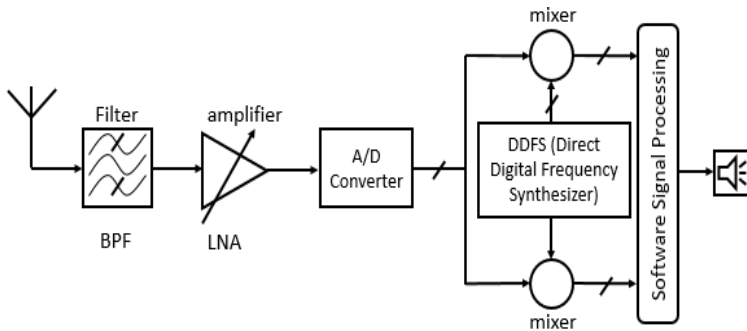 mixer
Filter
amplifier
A/D
Converter
DDFS (Direct
Digital Frequency
Synthesizer)
Software Signal Processing
BPF
LNA
mixer